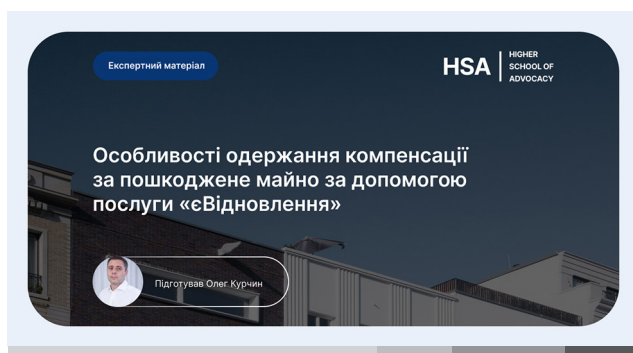 Експертний матеріал
HSA
HIGHER
SCHOOL OF
ADVOCACY
Особливості одержання компенсації
за пошкоджене майно за допомогою
послуги «єВідновлення»
Підготував Олег Курчин